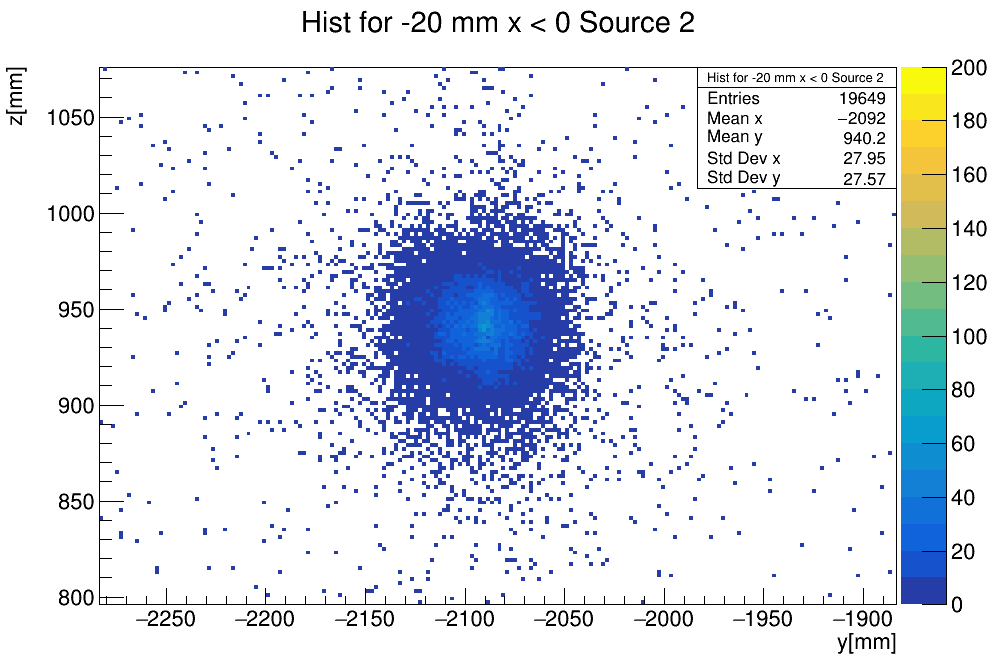 Hist for -20 mm x < 0 Source 2
z[mm]
Hist for -20 mm x < 0 Source 2
Entries 19649
Mean x −2092
Mean y 940.2
Std Dev x 27.95
Std Dev y 27.57
1050
1000
950
900
850
800
−2250 −2200 −2150 −2100 −2050 −2000 −1950 −1900
y[mm]
200
180
160
140
120
100
80
60
40
20
0